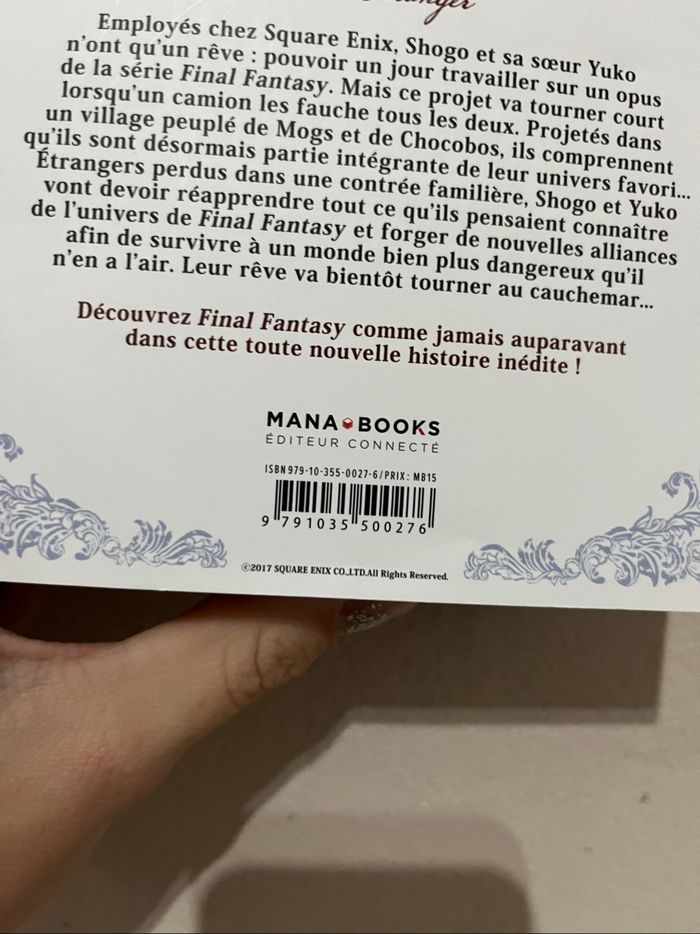 Employés chez Square Enix, Shogo et sa sœur Yuko
n'ont qu'un rêve : pouvoir un jour travailler sur un opus
de la série Final Fantasy. Mais ce projet va tourner court
lorsqu'un camion les fauche tous les deux. Projetés dans
un village peuplé de Mogs et de Chocobos, ils comprennent
qu'ils sont désormais partie intégrante de leur univers favori...
Étrangers perdus dans une contrée familière, Shogo et Yuko
vont devoir réapprendre tout ce qu'ils pensaient connaître
de l'univers de Final Fantasy et forger de nouvelles alliances
afin de survivre à un monde bien plus dangereux qu'il
n'en a l'air. Leur rêve va bientôt tourner au cauchemar...
Découvrez Final Fantasy comme jamais auparavant
dans cette toute nouvelle histoire inédite !
MANA BOOKS
ÉDITEUR CONNECTÉ
ISBN 979-10-355-0027-6/PRIX: MB15
9 791035 500276
©2017 SQUARE ENIX CO.,LTD.All Rights Reserved.